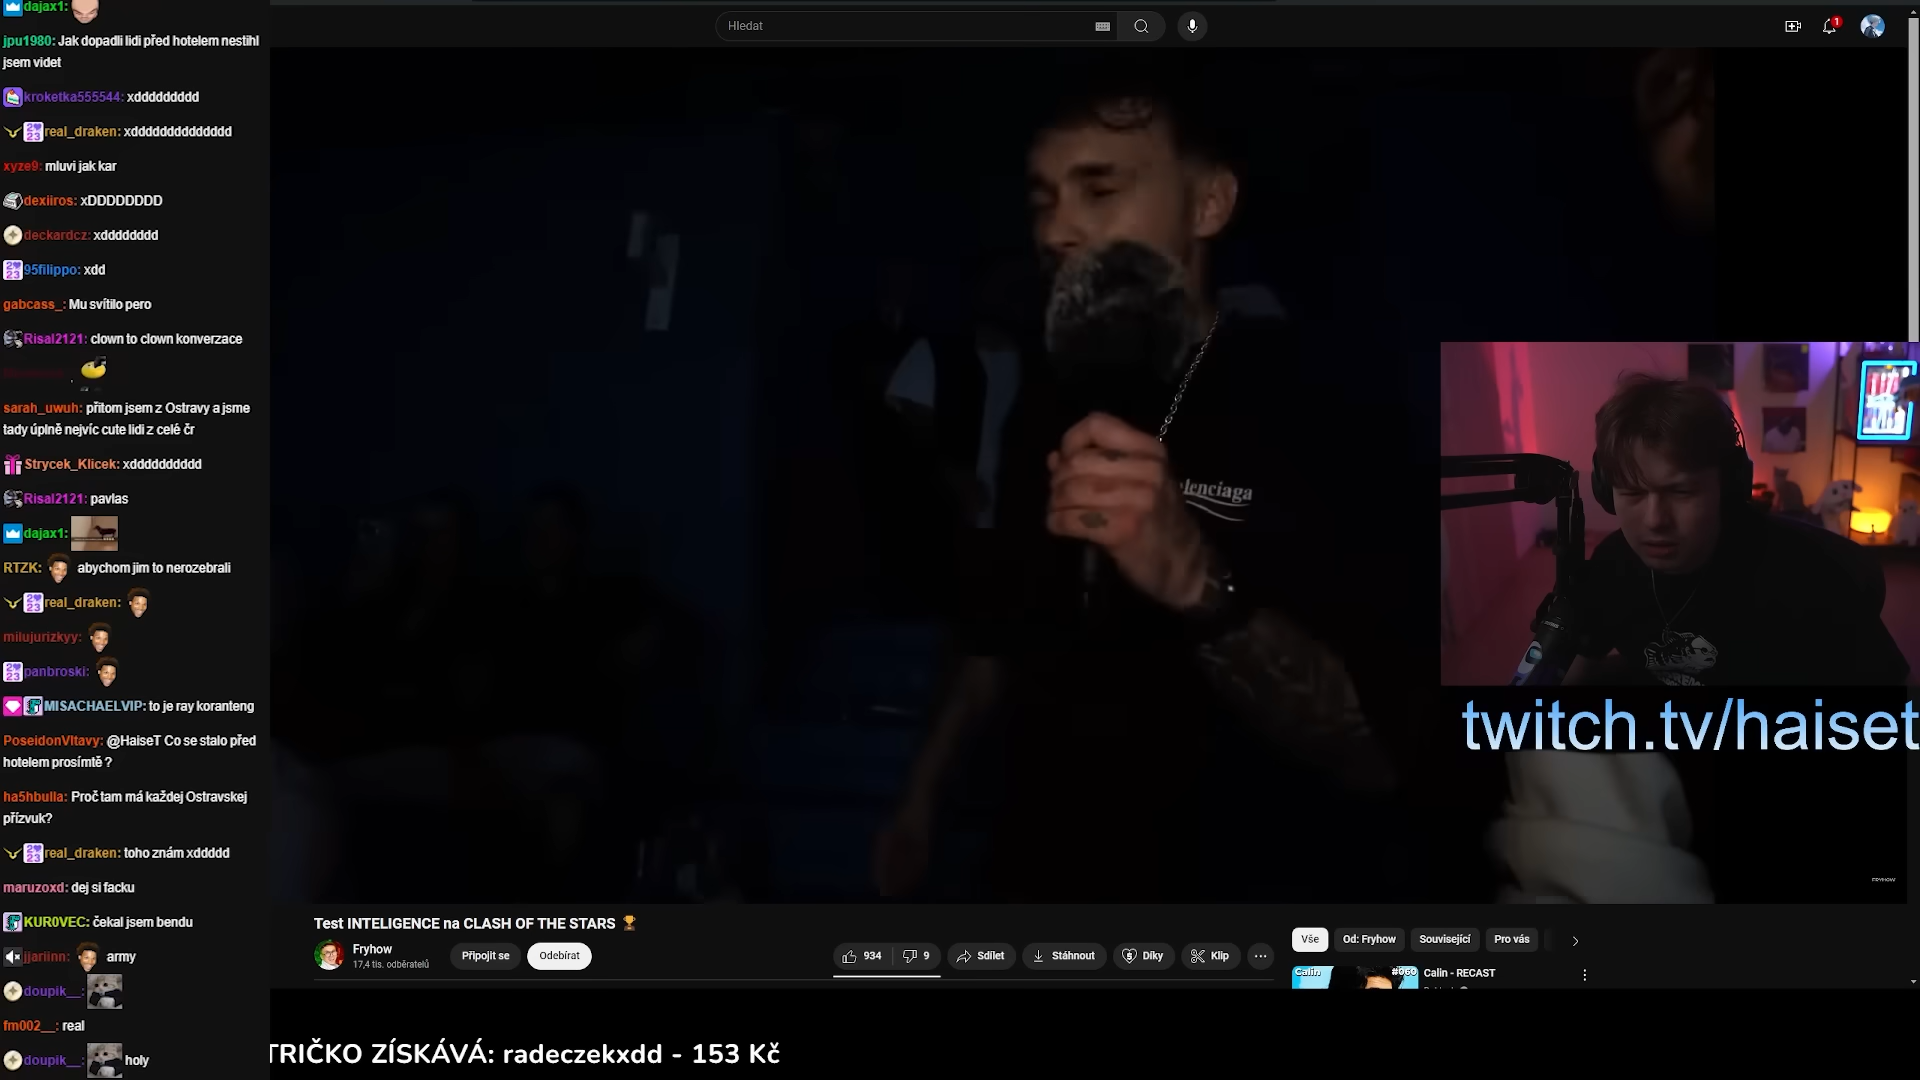 dajax1:
jpu1980: Jak dopadli lidi před hotelem nestihl
jsem videt
kroketka555544: xddddddddd
real_draken: xdddddddddddddd
xyze9: mluvi jak kar
dexiiros: xDDDDDDDD
deckardcz: xdddddddd
95filippo: xdd
gabcass_: Mu svítilo pero
Risal2121: clown to clown konverzace
sarah_uwuh: přitom jsem z Ostravy a jsme
tady úplně nejvíc cute lidi z celé čr
Strycek_Klicek: xdddddddddd
Risal2121: pavlas
dajax1:
RTZK: abychom jim to nerozebrali
real_draken:
milujurizkyy:
panbroski:
MISACHAELVIP: to je ray koranteng
PoseidonVltavy: @HaiseT Co se stalo před
hotelem prosímtě ?
ha5hbulla: Proč tam má každej Ostravskej
přízvuk?
real_draken: toho znám xddddd
maruzoxd: dej si facku
KUR0VEC: čekal jsem bendu
jjariinn: army
doupik__:
fm002__: real
doupik__: holy
Hledat
1
lenciaga
twitch.tv/haiset
FRYHOW
Test INTELIGENCE na CLASH OF THE STARS
Fryhow
17,4 tis. odběratelů
Připojit se
Odebírat
934
9
Sdílet
Stáhnout
Díky
Klip
Vše
Od: Fryhow
Související
Pro vás
Calin
#060
Calin - RECAST
TRIČKO ZÍSKÁVÁ: radeczekxdd - 153 Kč